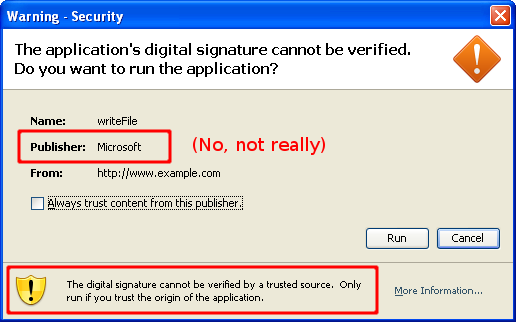 Warning - Security
The application's digital signature cannot be verified.
Do you want to run the application?
Name: writeFile
Publisher: Microsoft (No, not really)
From: http://www.example.com
Always trust content from this publisher.
Run Cancel
The digital signature cannot be verified by a trusted source. Only
run if you trust the origin of the application.
More Information...